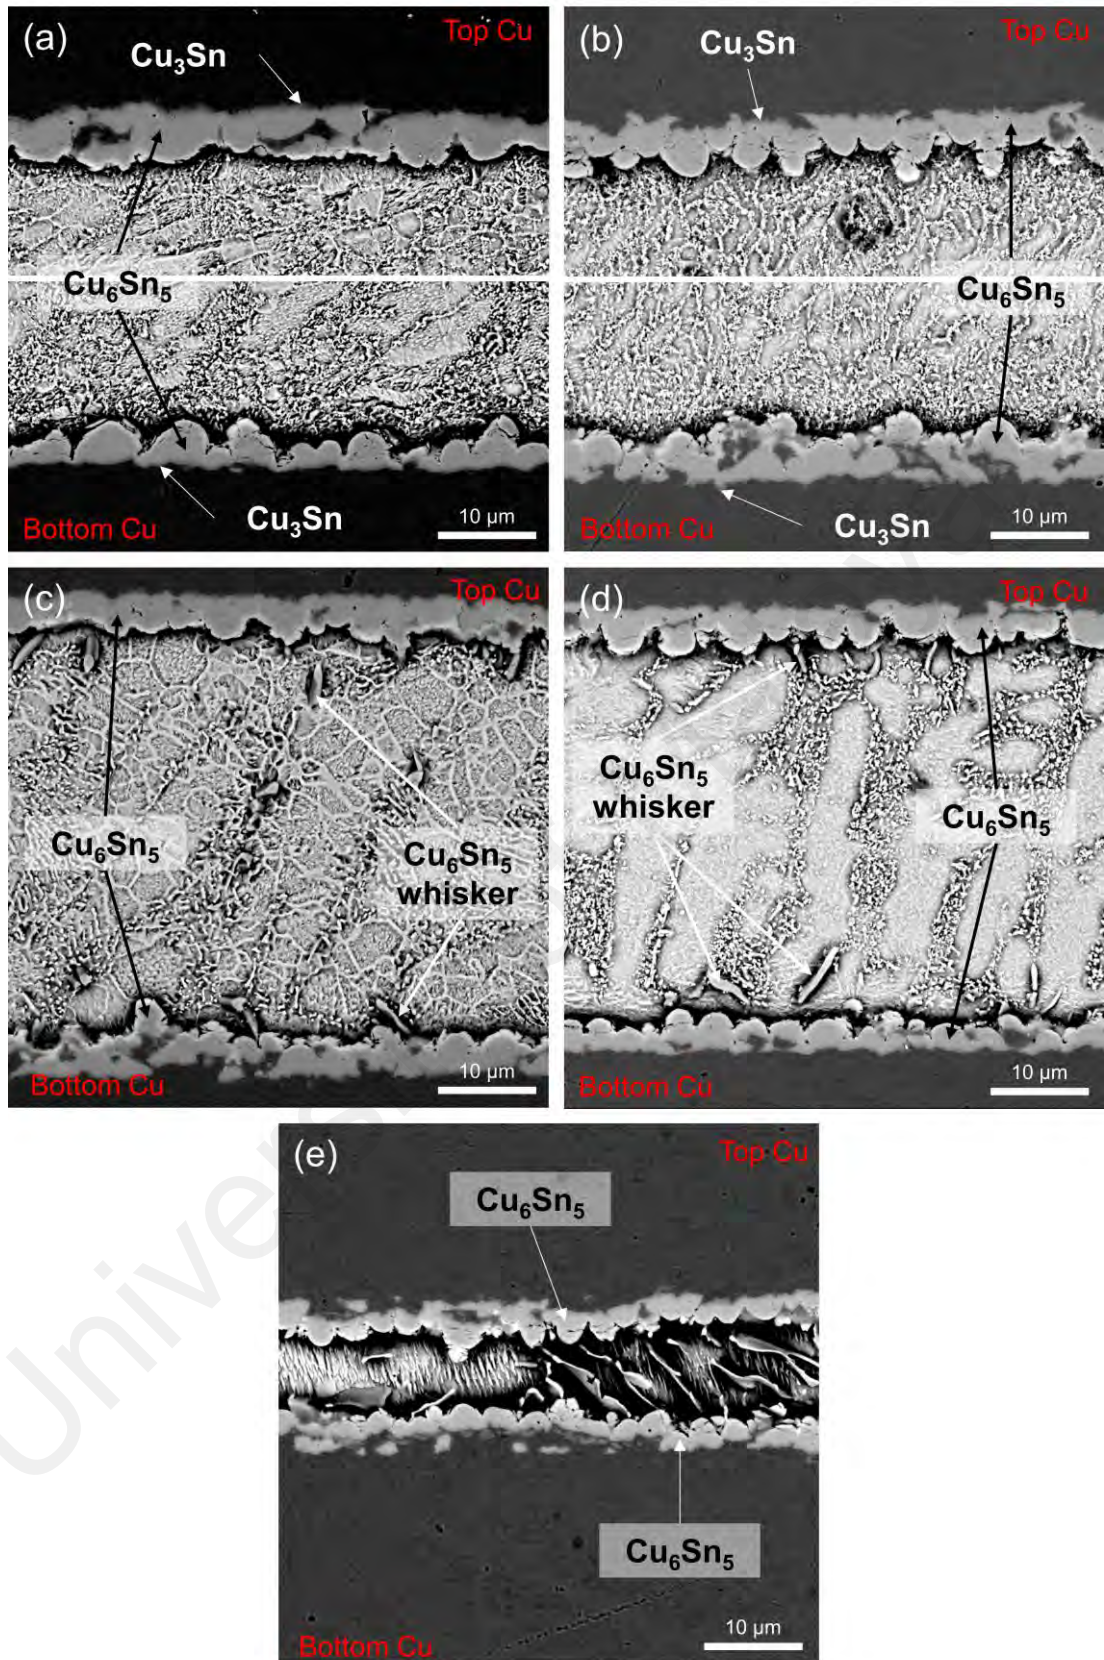 (a)
Top Cu
Cu₃Sn
Cu₆Sn₅
Bottom Cu
Cu₃Sn
10 µm
(b)
Top Cu
Cu₃Sn
Cu₆Sn₅
Bottom Cu
Cu₃Sn
10 µm
(c)
Top Cu
Cu₆Sn₅
Cu₆Sn₅
whisker
Bottom Cu
10 µm
(d)
Top Cu
Cu₆Sn₅
whisker
Cu₆Sn₅
Bottom Cu
10 µm
(e)
Top Cu
Cu₆Sn₅
Cu₆Sn₅
10 µm
Bottom Cu